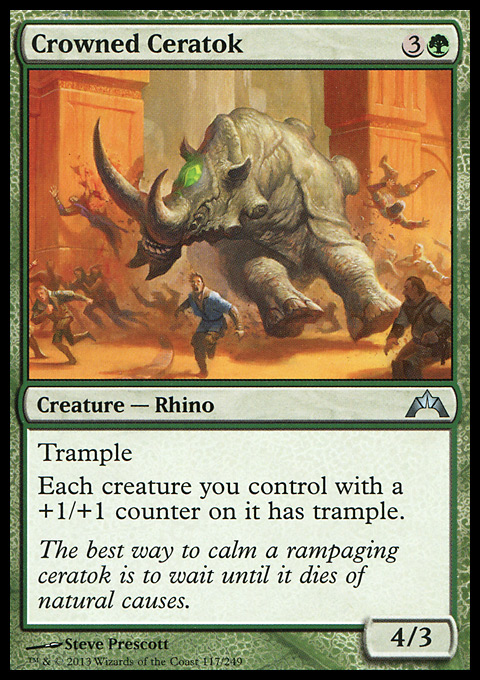 Crowned Ceratok 3
Creature — Rhino
Trample
Each creature you control with a
+1/+1 counter on it has trample.
The best way to calm a rampaging
ceratok is to wait until it dies of
natural causes.
Steve Prescott
4/3
™ & © 2013 Wizards of the Coast 117/249